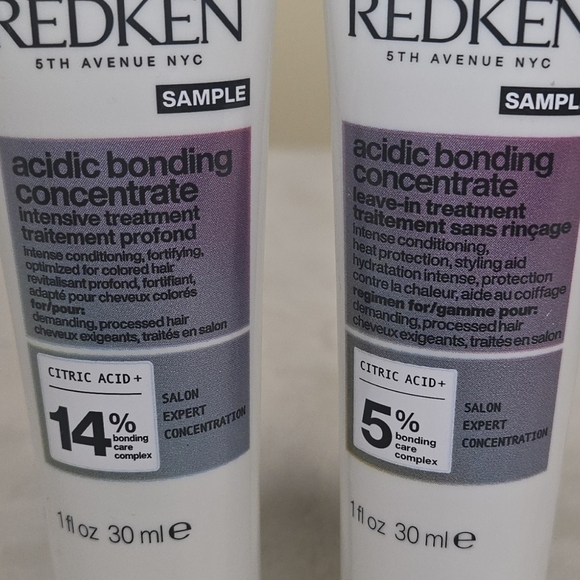 REDKEN
5TH AVENUE NYC
SAMPLE
acidic bonding
concentrate
intensive treatment
traitement profond
intense conditioning, fortifying,
optimized for colored hair
revitalisant profond, fortifiant,
adapté pour cheveux colorés
for/pour:
demanding, processed hair
cheveux exigeants, traités en salon
CITRIC ACID+
14%
bonding
care
complex
SALON
EXPERT
CONCENTRATION
1 fl oz 30 ml e
REDKEN
5TH AVENUE NYC
SAMPL
acidic bonding
concentrate
leave-in treatment
traitement sans rinçage
intense conditioning,
heat protection, styling aid
hydratation intense, protection
contre la chaleur, aide au coiffage
regimen for/gamme pour:
demanding, processed hair
cheveux exigeants, traités en salon
CITRIC ACID+
5%
bonding
care
complex
SALON
EXPERT
CONCENTRATION
1 fl oz 30 ml e